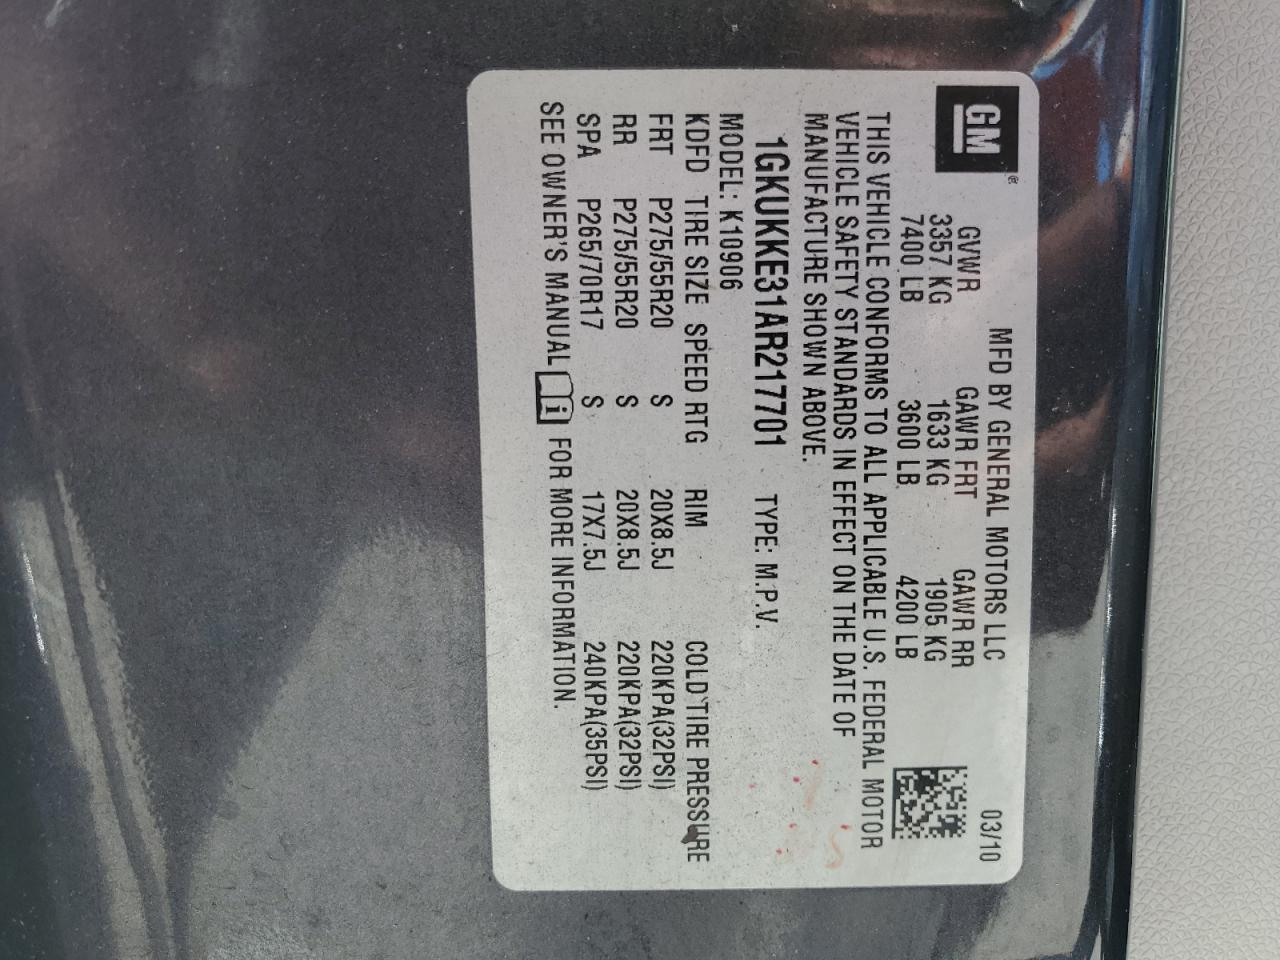 GM®
MFD BY GENERAL MOTORS LLC 03/10
GVWR GAWR FRT GAWR RR
3357 KG 1633 KG 1905 KG
7400 LB 3600 LB 4200 LB
THIS VEHICLE CONFORMS TO ALL APPLICABLE U.S. FEDERAL MOTOR
VEHICLE SAFETY STANDARDS IN EFFECT ON THE DATE OF
MANUFACTURE SHOWN ABOVE.
1GKUKKE31AR217701 TYPE: M.P.V.
MODEL: K10906
KDFD TIRE SIZE SPEED RTG RIM COLD TIRE PRESSURE
FRT P275/55R20 S 20X8.5J 220KPA(32PSI)
RR P275/55R20 S 20X8.5J 220KPA(32PSI)
SPA P265/70R17 S 17X7.5J 240KPA(35PSI)
SEE OWNER'S MANUAL i FOR MORE INFORMATION.